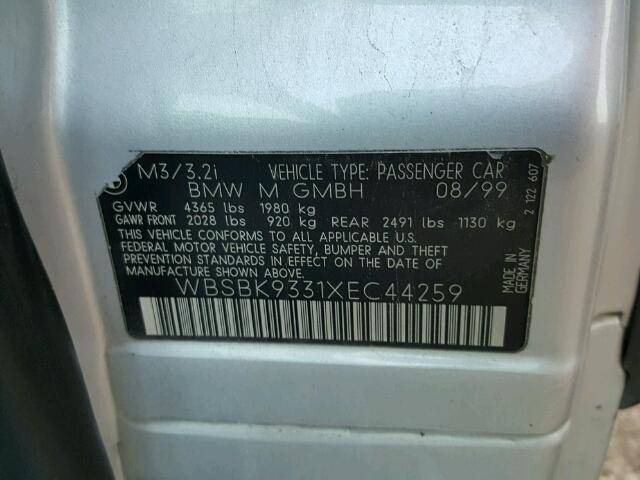 M3/3.2i VEHICLE TYPE: PASSENGER CAR
BMW M GMBH 08/99
GVWR 4365 lbs 1980 kg
GAWR FRONT 2028 lbs 920 kg REAR 2491 lbs 1130 kg
THIS VEHICLE CONFORMS TO ALL APPLICABLE U.S.
FEDERAL MOTOR VEHICLE SAFETY, BUMPER, AND THEFT
PREVENTION STANDARDS IN EFFECT ON THE DATE OF
MANUFACTURE SHOWN ABOVE.
WBSBK9331XEC44259
2 122 607
MADE IN GERMANY